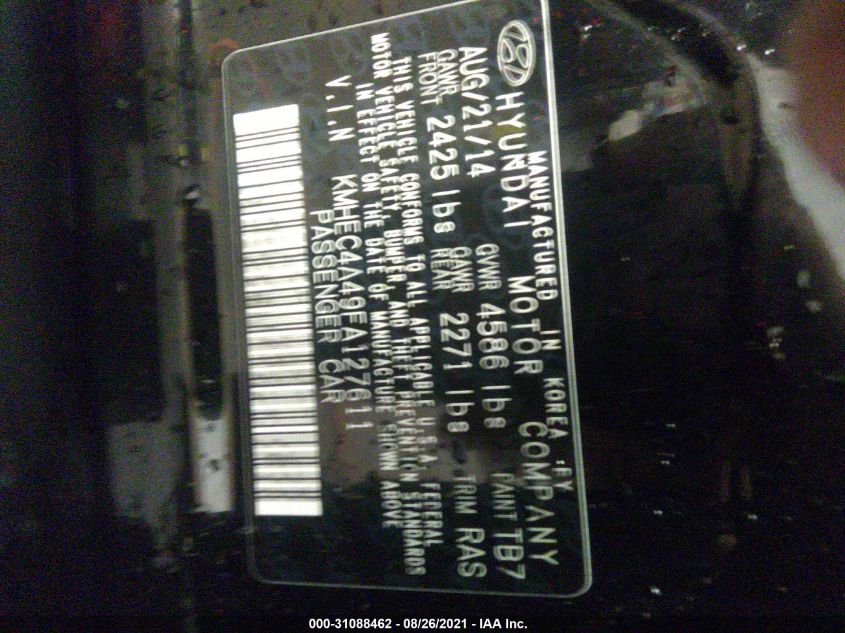 MANUFACTURED IN KOREA :FY
HYUNDAI MOTOR COMPANY
AUG/21/14 GVWR 4586 lbs PAINT TB7
GAWR FRONT 2425 lbs GAWR REAR 2271 lbs TRIM RAS
THIS VEHICLE CONFORMS TO ALL APPLICABLE U.S.A. FEDERAL
MOTOR VEHICLE SAFETY, BUMPER, AND THEFT PREVENTION STANDARDS
IN EFFECT ON THE DATE OF MANUFACTURE SHOWN ABOVE
V.I.N KMHEC4A49FA127611
PASSENGER CAR
000-31088462 - 08/26/2021 - IAA Inc.